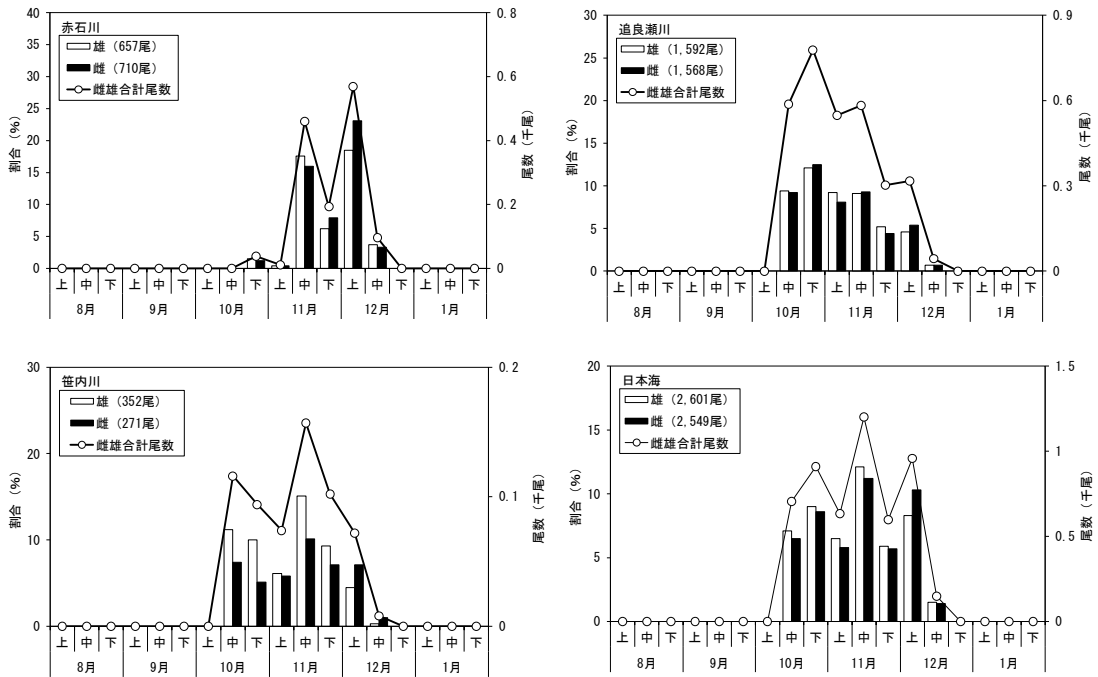 赤石川
雄（657尾）
雌（710尾）
雌雄合計尾数
割合（%）
尾数（千尾）
40
35
30
25
20
15
10
5
0
0.8
0.6
0.4
0.2
0
上 中 下 上 中 下 上 中 下 上 中 下 上 中 下 上 中 下
8月 9月 10月 11月 12月 1月
追良瀬川
雄（1,592尾）
雌（1,568尾）
雌雄合計尾数
割合（%）
尾数（千尾）
30
25
20
15
10
5
0
0.9
0.6
0.3
0
上 中 下 上 中 下 上 中 下 上 中 下 上 中 下 上 中 下
8月 9月 10月 11月 12月 1月
笹内川
雄（352尾）
雌（271尾）
雌雄合計尾数
割合（%）
尾数（千尾）
30
20
10
0
0.2
0.1
0
上 中 下 上 中 下 上 中 下 上 中 下 上 中 下 上 中 下
8月 9月 10月 11月 12月 1月
日本海
雄（2,601尾）
雌（2,549尾）
雌雄合計尾数
割合（%）
尾数（千尾）
20
15
10
5
0
1.5
1
0.5
0
上 中 下 上 中 下 上 中 下 上 中 下 上 中 下 上 中 下
8月 9月 10月 11月 12月 1月